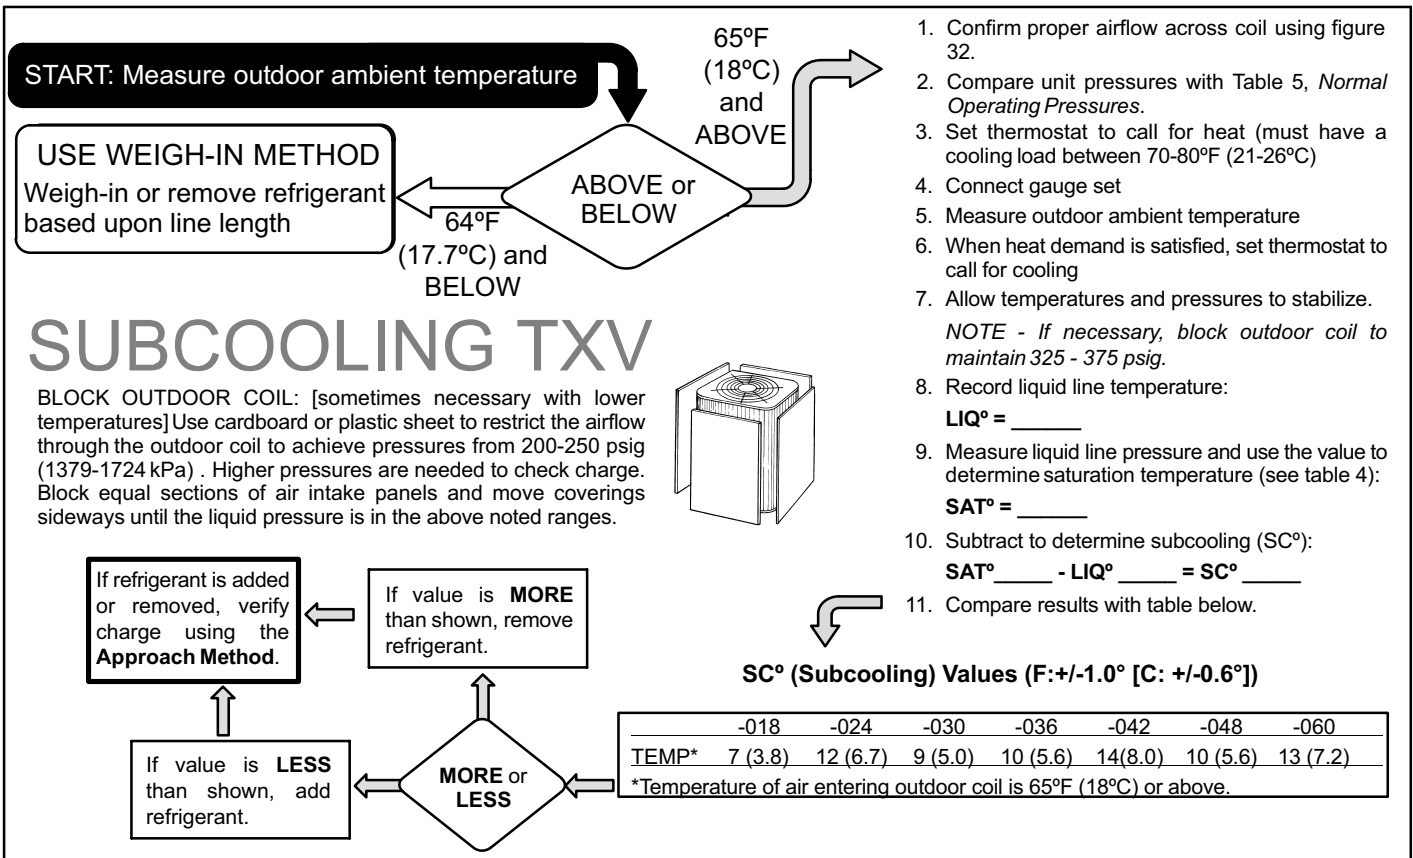 START: Measure outdoor ambient temperature
65ºF
(18ºC)
and
ABOVE
ABOVE or
BELOW
64ºF
(17.7ºC) and
BELOW
USE WEIGH-IN METHOD
Weigh-in or remove refrigerant
based upon line length
SUBCOOLING TXV
BLOCK OUTDOOR COIL: [sometimes necessary with lower
temperatures] Use cardboard or plastic sheet to restrict the airflow
through the outdoor coil to achieve pressures from 200-250 psig
(1379-1724 kPa) . Higher pressures are needed to check charge.
Block equal sections of air intake panels and move coverings
sideways until the liquid pressure is in the above noted ranges.
1. Confirm proper airflow across coil using figure
32.
2. Compare unit pressures with Table 5, Normal
Operating Pressures.
3. Set thermostat to call for heat (must have a
cooling load between 70-80ºF (21-26ºC)
4. Connect gauge set
5. Measure outdoor ambient temperature
6. When heat demand is satisfied, set thermostat to
call for cooling
7. Allow temperatures and pressures to stabilize.
NOTE - If necessary, block outdoor coil to
maintain 325 - 375 psig.
8. Record liquid line temperature:
LIQº = ______
9. Measure liquid line pressure and use the value to
determine saturation temperature (see table 4):
SATº = ______
10. Subtract to determine subcooling (SCº):
SATº_____ - LIQº _____ = SCº _____
11. Compare results with table below.
SCº (Subcooling) Values (F:+/-1.0° [C: +/-0.6°])
-018 -024 -030 -036 -042 -048 -060
TEMP* 7 (3.8) 12 (6.7) 9 (5.0) 10 (5.6) 14(8.0) 10 (5.6) 13 (7.2)
*Temperature of air entering outdoor coil is 65ºF (18ºC) or above.
MORE or
LESS
If value is MORE
than shown, remove
refrigerant.
If value is LESS
than shown, add
refrigerant.
If refrigerant is added
or removed, verify
charge using the
Approach Method.